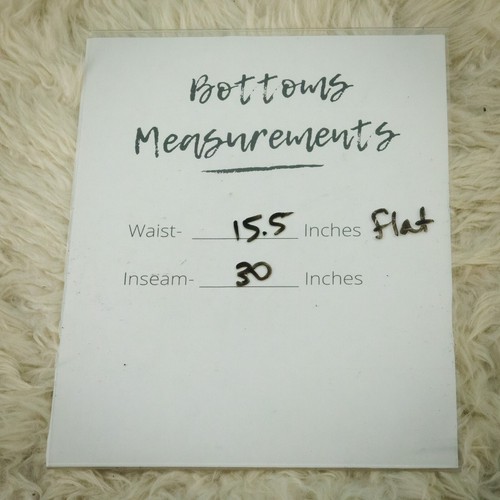 Bottoms
Measurements
Waist- 15.5 Inches Flat
Inseam- 30 Inches